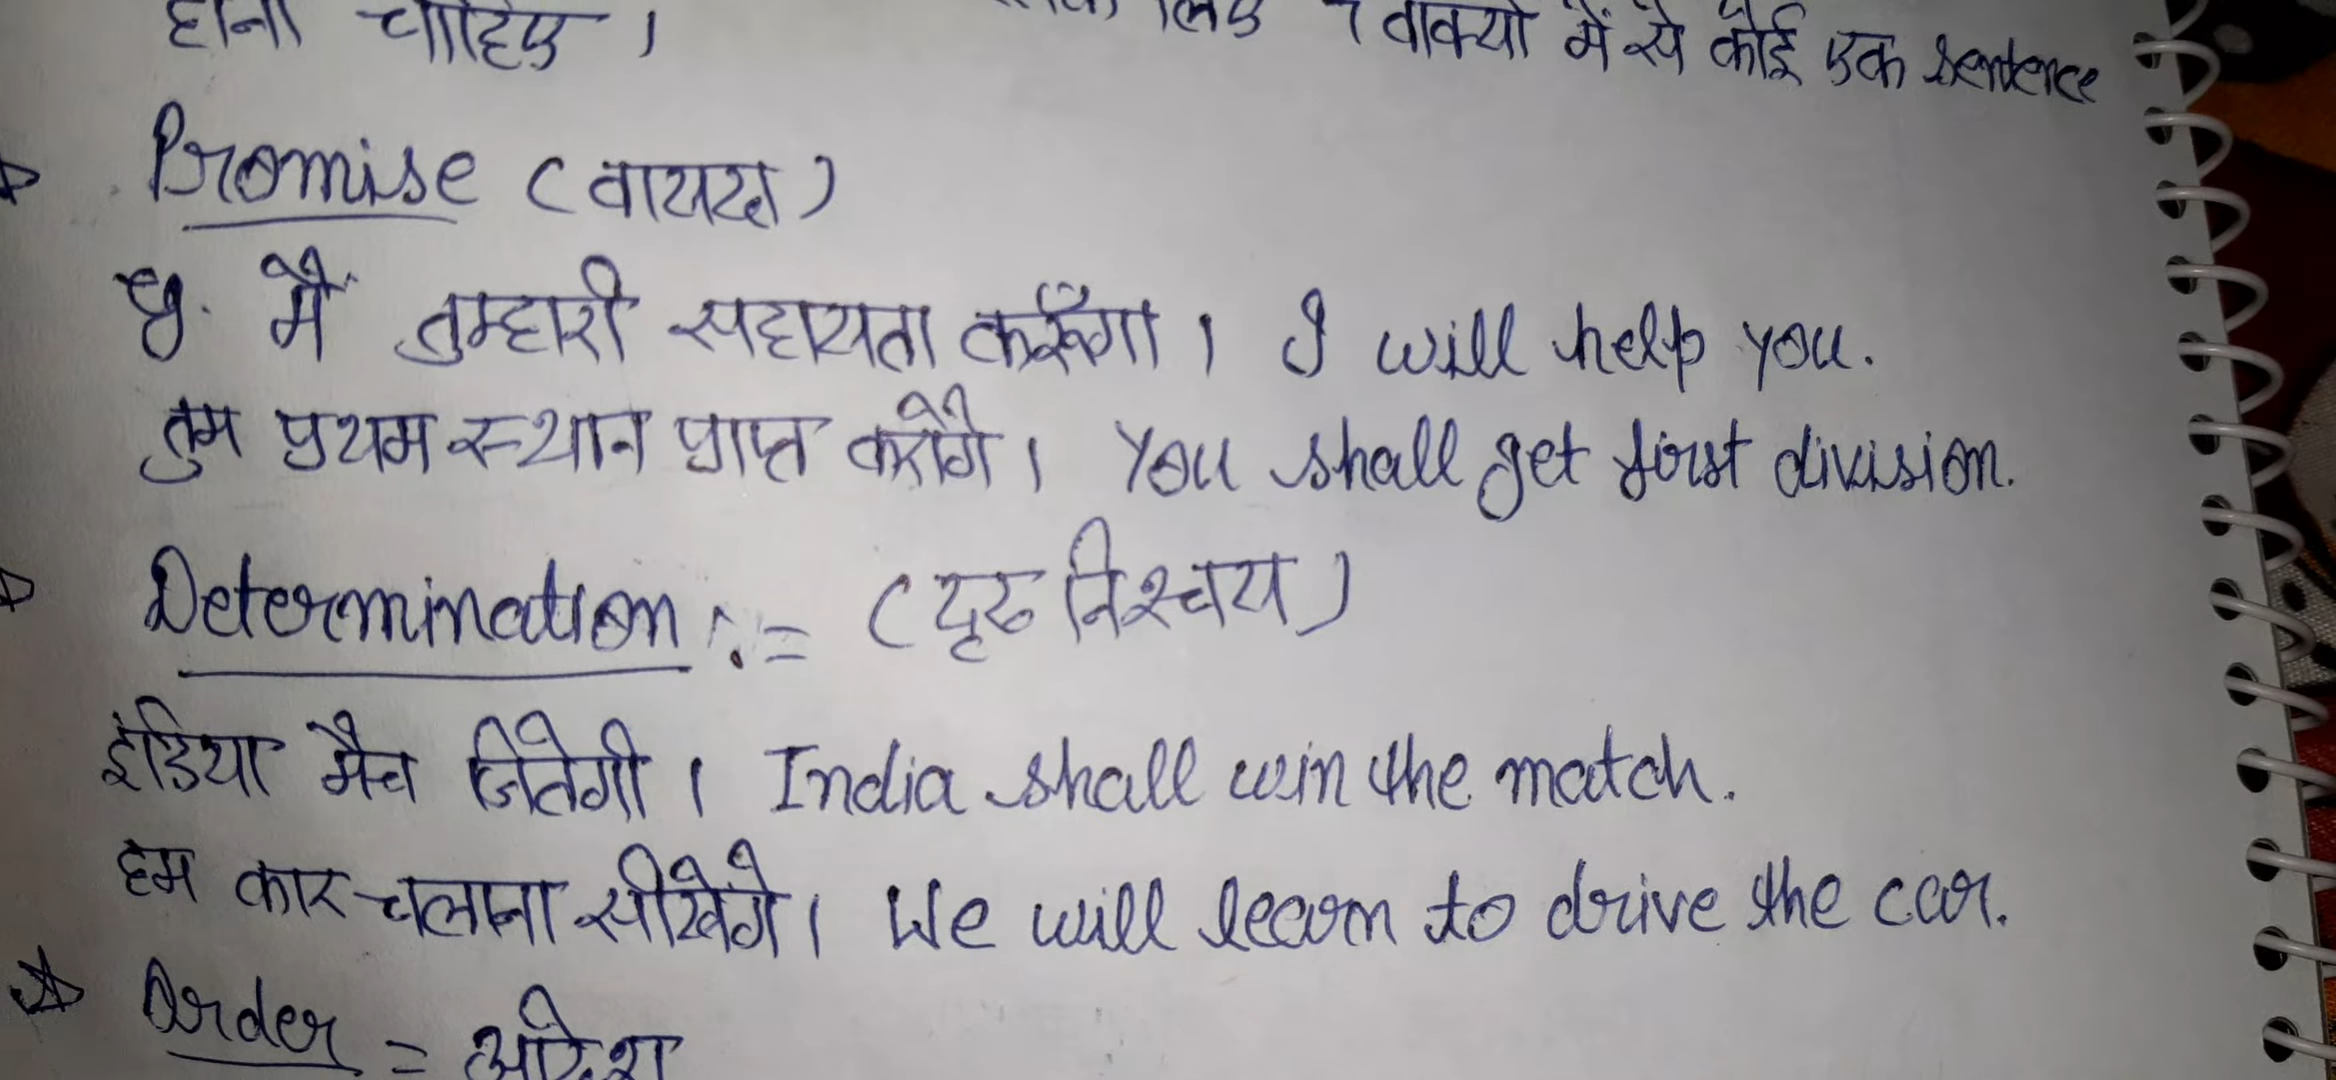 होना चाहिए।
लिए 7 वाक्यो में से कोई एक sentence
Promise (वायदा)
eg. मैं तुम्हारी सहायता करूँगा। I will help you.
तुम प्रथम स्थान प्राप्त करोगे। You shall get first division.
Determination := (दृढ निश्चय)
इंडिया मैच जितेगी। India shall win the match.
हम कार चलाना सीखेगे। We will learn to drive the car.
Order = आदेश